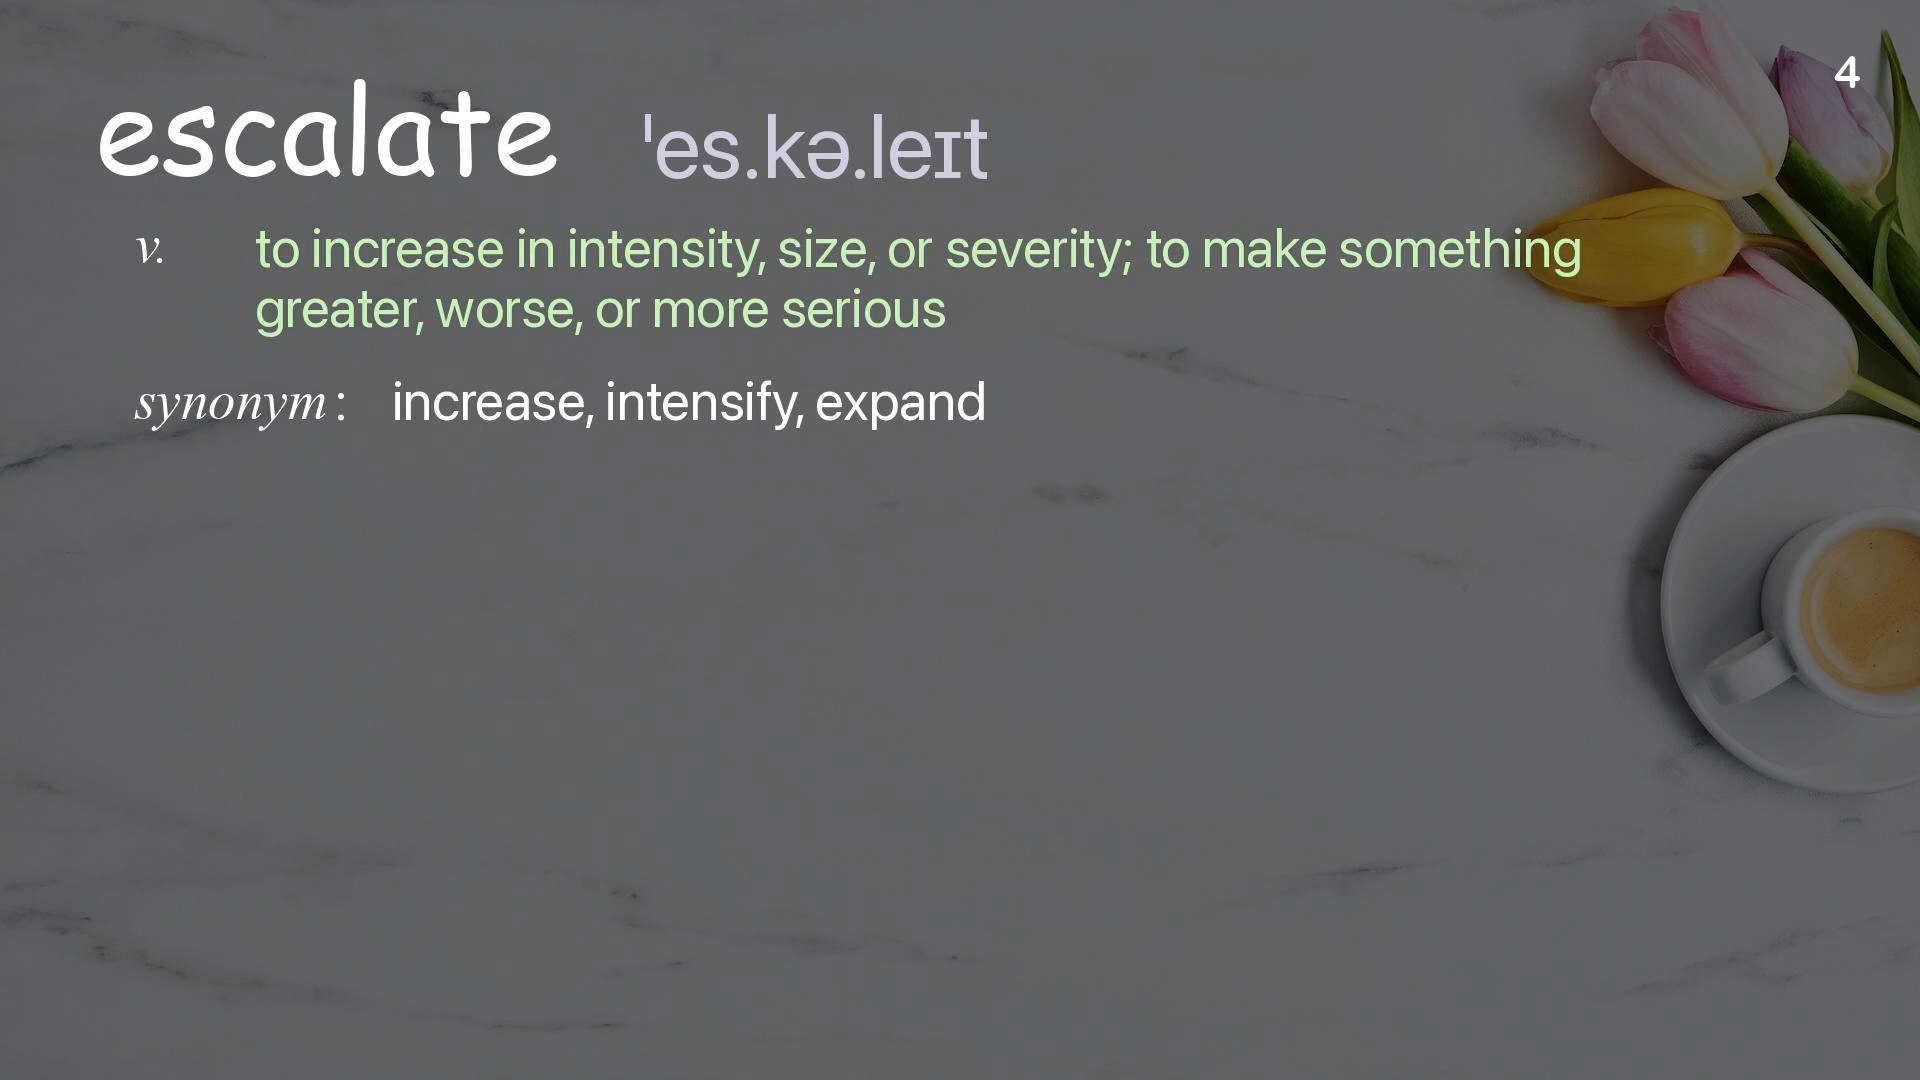 4
escalate ˈes.kə.leɪt
v. to increase in intensity, size, or severity; to make something
greater, worse, or more serious
synonym : increase, intensify, expand